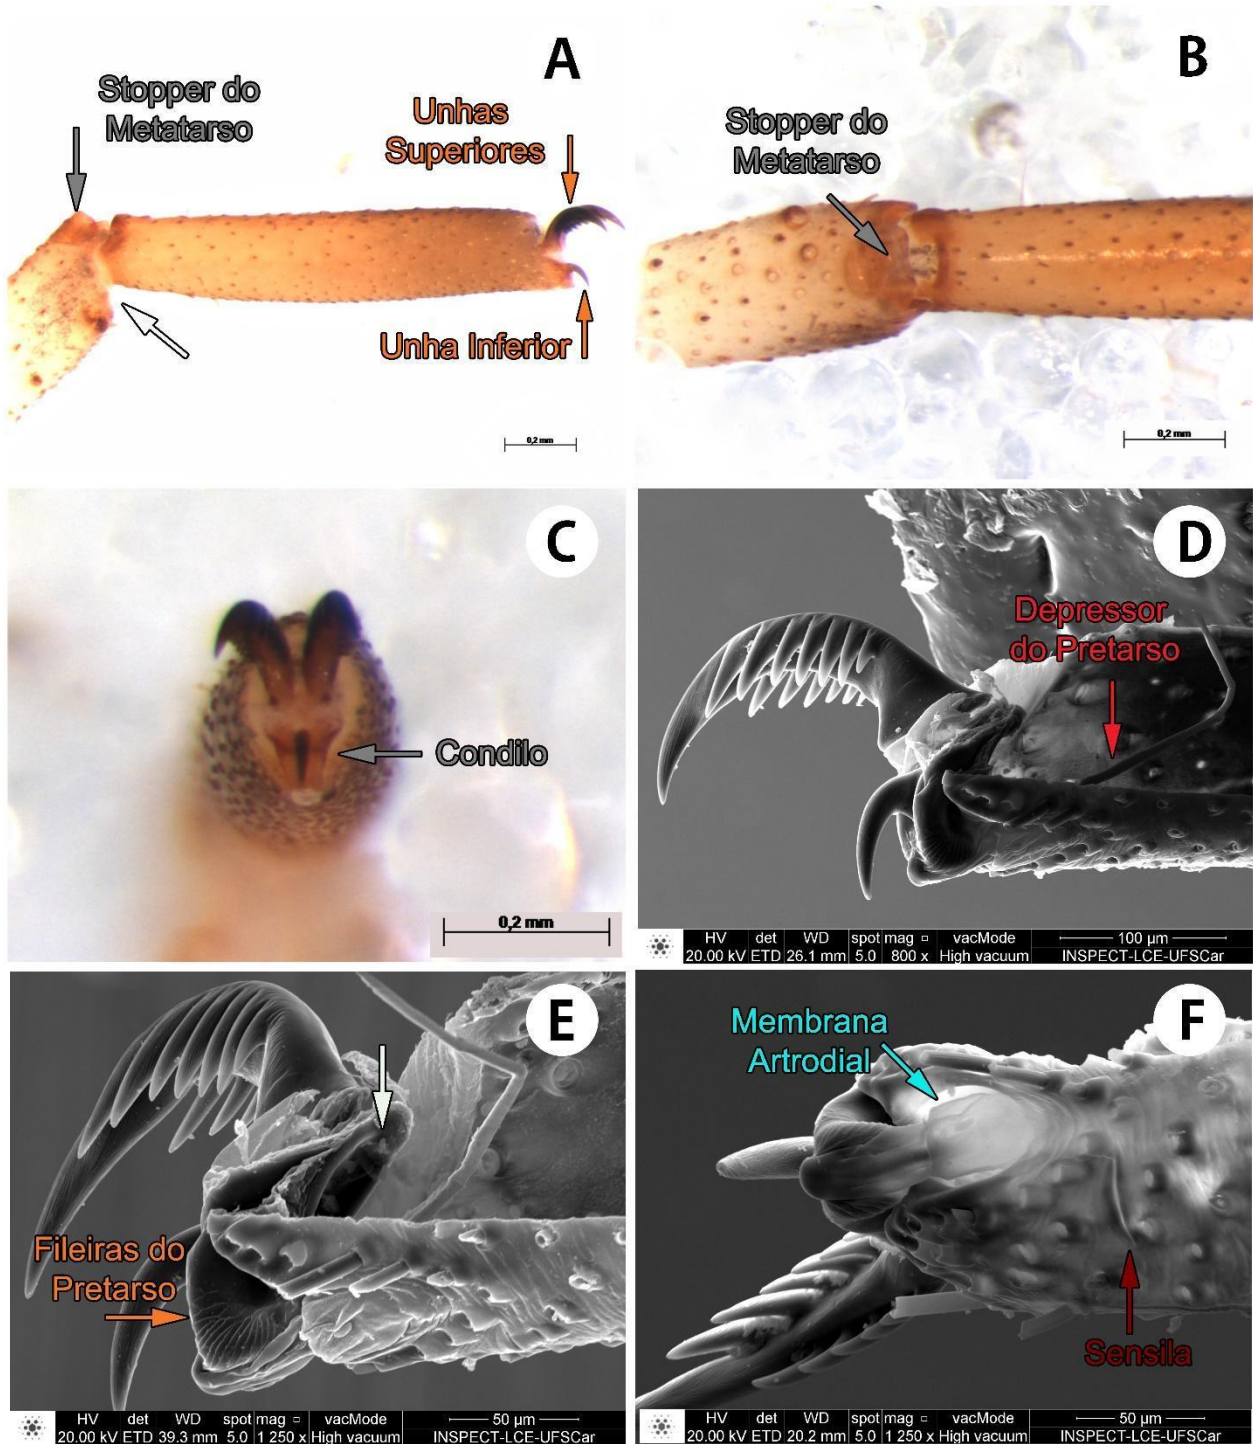 A
Stopper do
Metatarso
Unhas
Superiores
Unha Inferior
0,2 mm
B
Stopper do
Metatarso
0,2 mm
C
Condilo
0,2 mm
D
Depressor
do Pretarso
HV det WD spot mag □ vacMode 100 µm
20.00 kV ETD 26.1 mm 5.0 800 x High vacuum INSPECT-LCE-UFSCar
E
Fileiras do
Pretarso
HV det WD spot mag □ vacMode 50 µm
20.00 kV ETD 39.3 mm 5.0 1 250 x High vacuum INSPECT-LCE-UFSCar
F
Membrana
Artrodial
Sensila
HV det WD spot mag □ vacMode 50 µm
20.00 kV ETD 20.2 mm 5.0 1 250 x High vacuum INSPECT-LCE-UFSCar